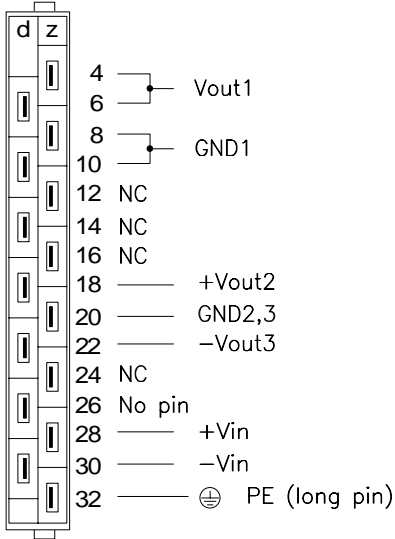 d z
4
Vout1
6
8
GND1
10
12 NC
14 NC
16 NC
18 +Vout2
20 GND2,3
22 −Vout3
24 NC
26 No pin
28 +Vin
30 −Vin
32 PE (long pin)